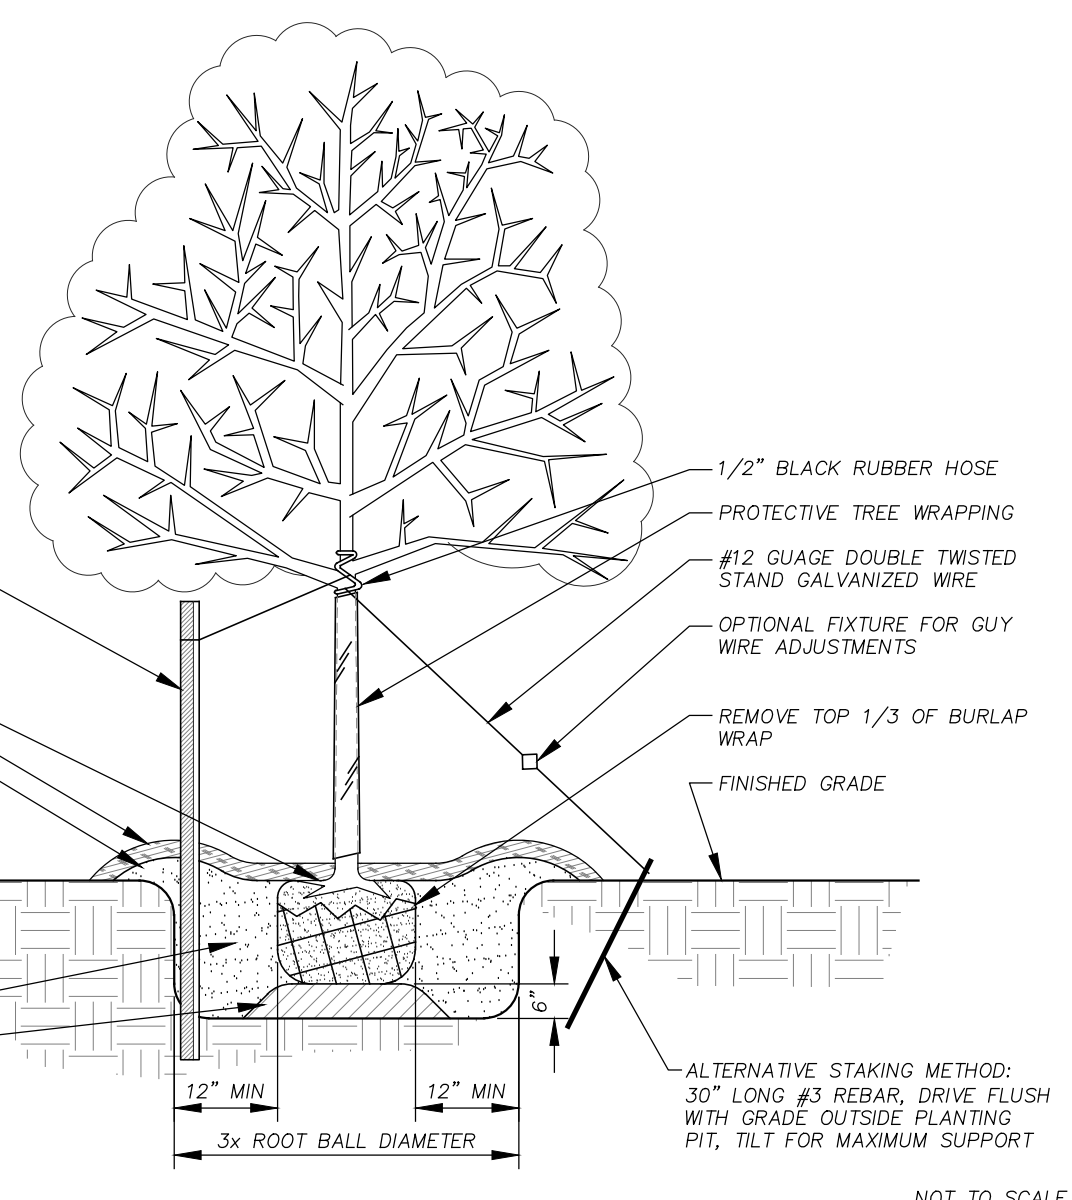 1/2" BLACK RUBBER HOSE
PROTECTIVE TREE WRAPPING
#12 GUAGE DOUBLE TWISTED
STAND GALVANIZED WIRE
OPTIONAL FIXTURE FOR GUY
WIRE ADJUSTMENTS
REMOVE TOP 1/3 OF BURLAP
WRAP
FINISHED GRADE
6"
12" MIN
12" MIN
3x ROOT BALL DIAMETER
ALTERNATIVE STAKING METHOD:
30" LONG #3 REBAR, DRIVE FLUSH
WITH GRADE OUTSIDE PLANTING
PIT, TILT FOR MAXIMUM SUPPORT
NOT TO SCALE